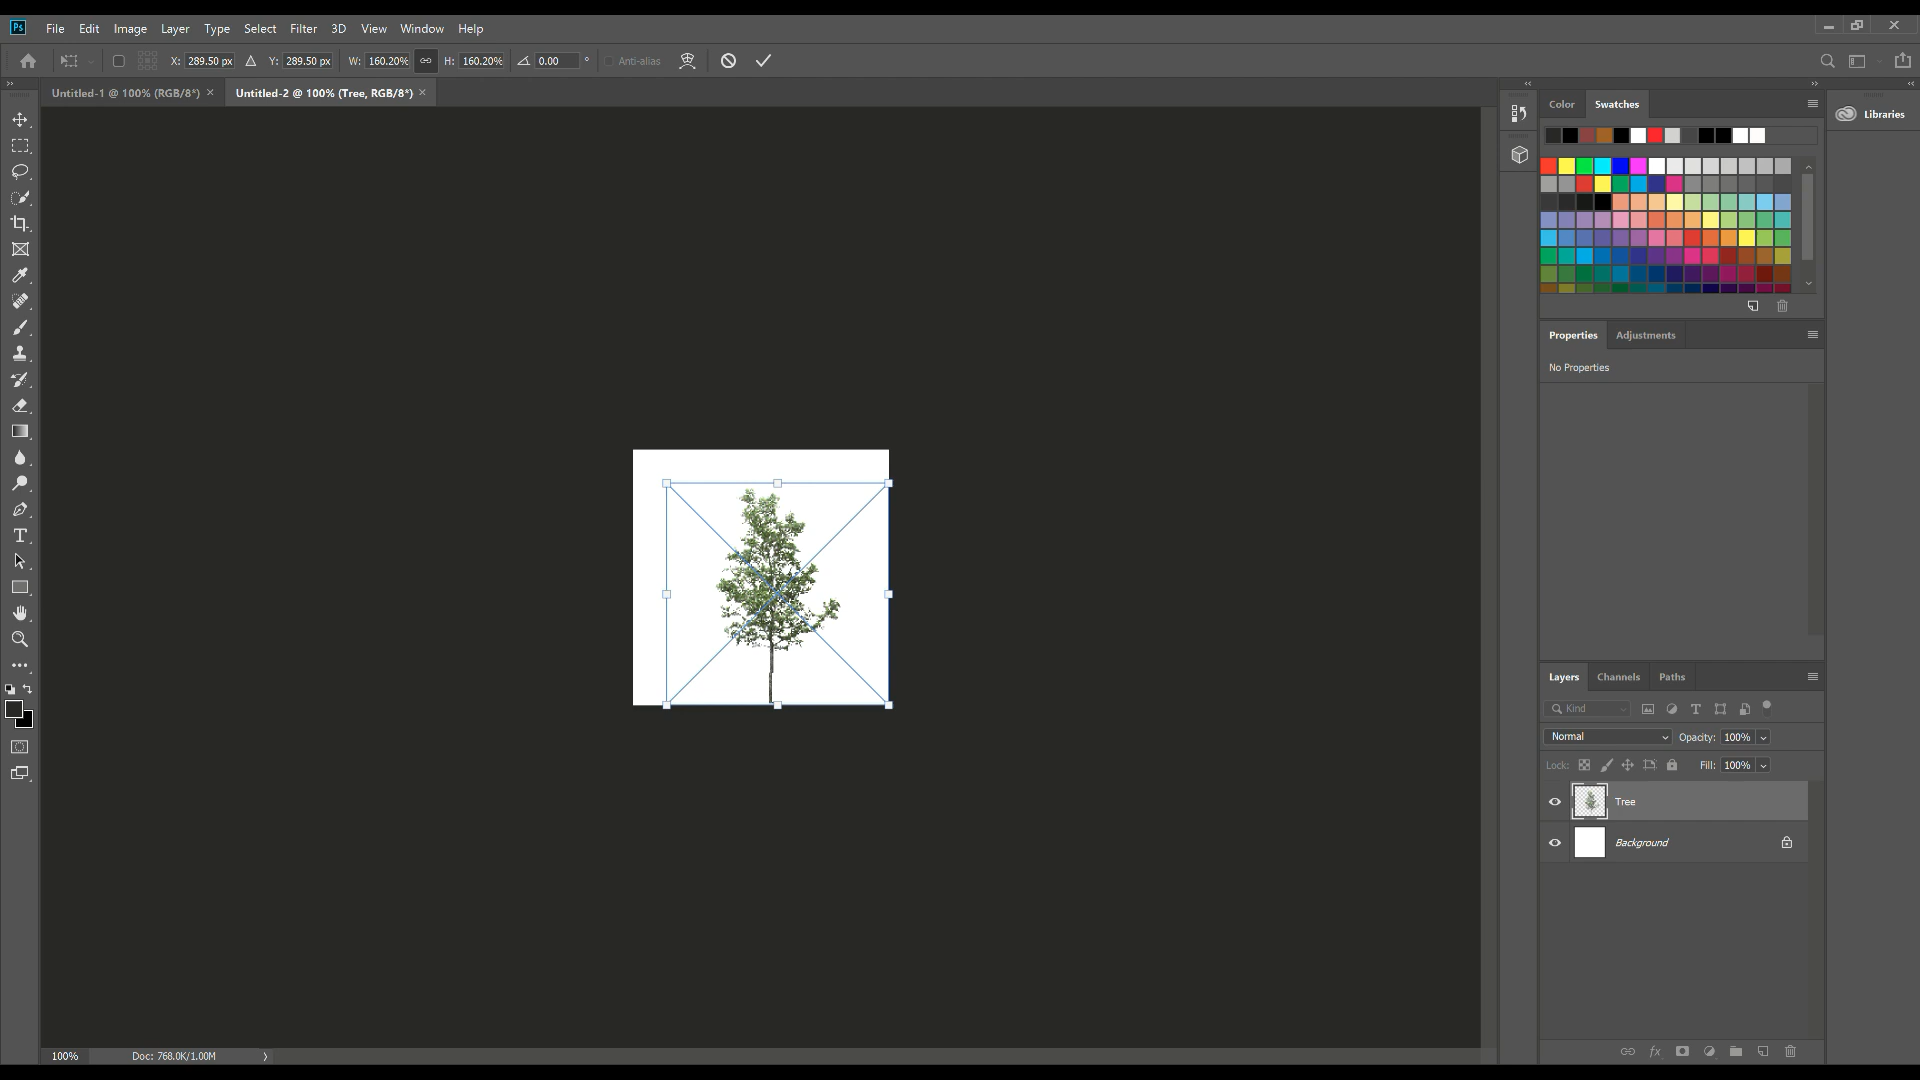 Ps File Edit Image Layer Type Select Filter 3D View Window Help
X: 289.50 px Y: 289.50 px W: 160.20% H: 160.20% 0.00 ° Anti-alias
Untitled-1 @ 100% (RGB/8*) × Untitled-2 @ 100% (Tree, RGB/8*) ×
Color Swatches
Libraries
Properties Adjustments
No Properties
Layers Channels Paths
Kind
Normal Opacity: 100%
Lock: Fill: 100%
Tree
Background
fx
100% Doc: 768.0K/1.00M